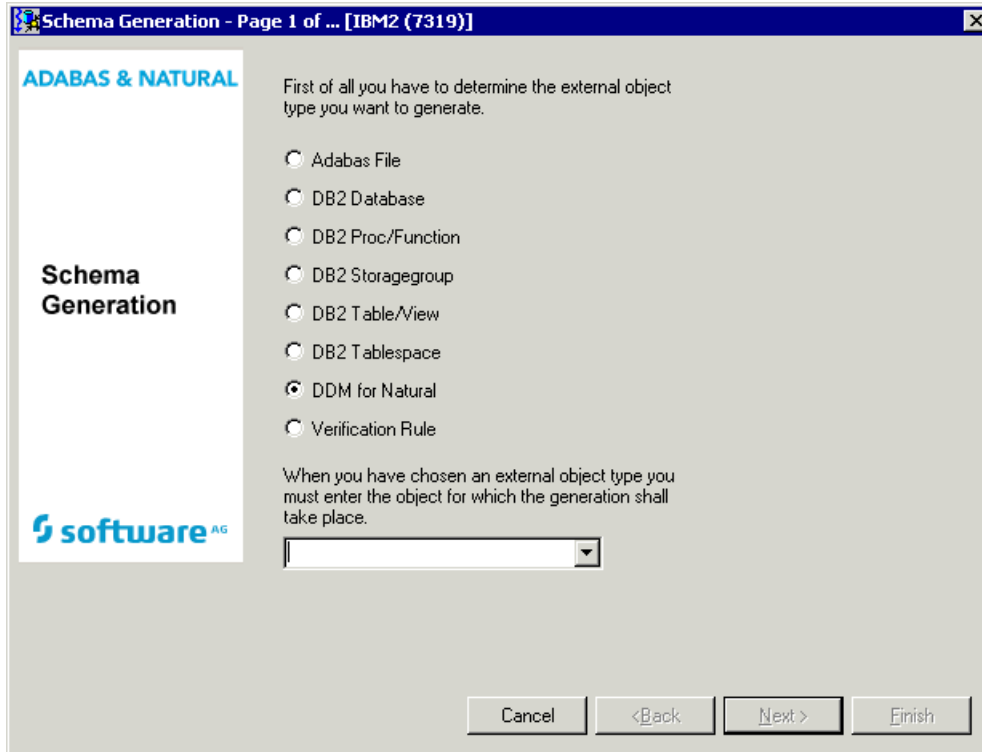 Schema Generation - Page 1 of ... [IBM2 (7319)]
ADABAS & NATURAL
Schema
Generation
software AG
First of all you have to determine the external object
type you want to generate.
Adabas File
DB2 Database
DB2 Proc/Function
DB2 Storagegroup
DB2 Table/View
DB2 Tablespace
DDM for Natural
Verification Rule
When you have chosen an external object type you
must enter the object for which the generation shall
take place.
Cancel
<Back
Next >
Finish